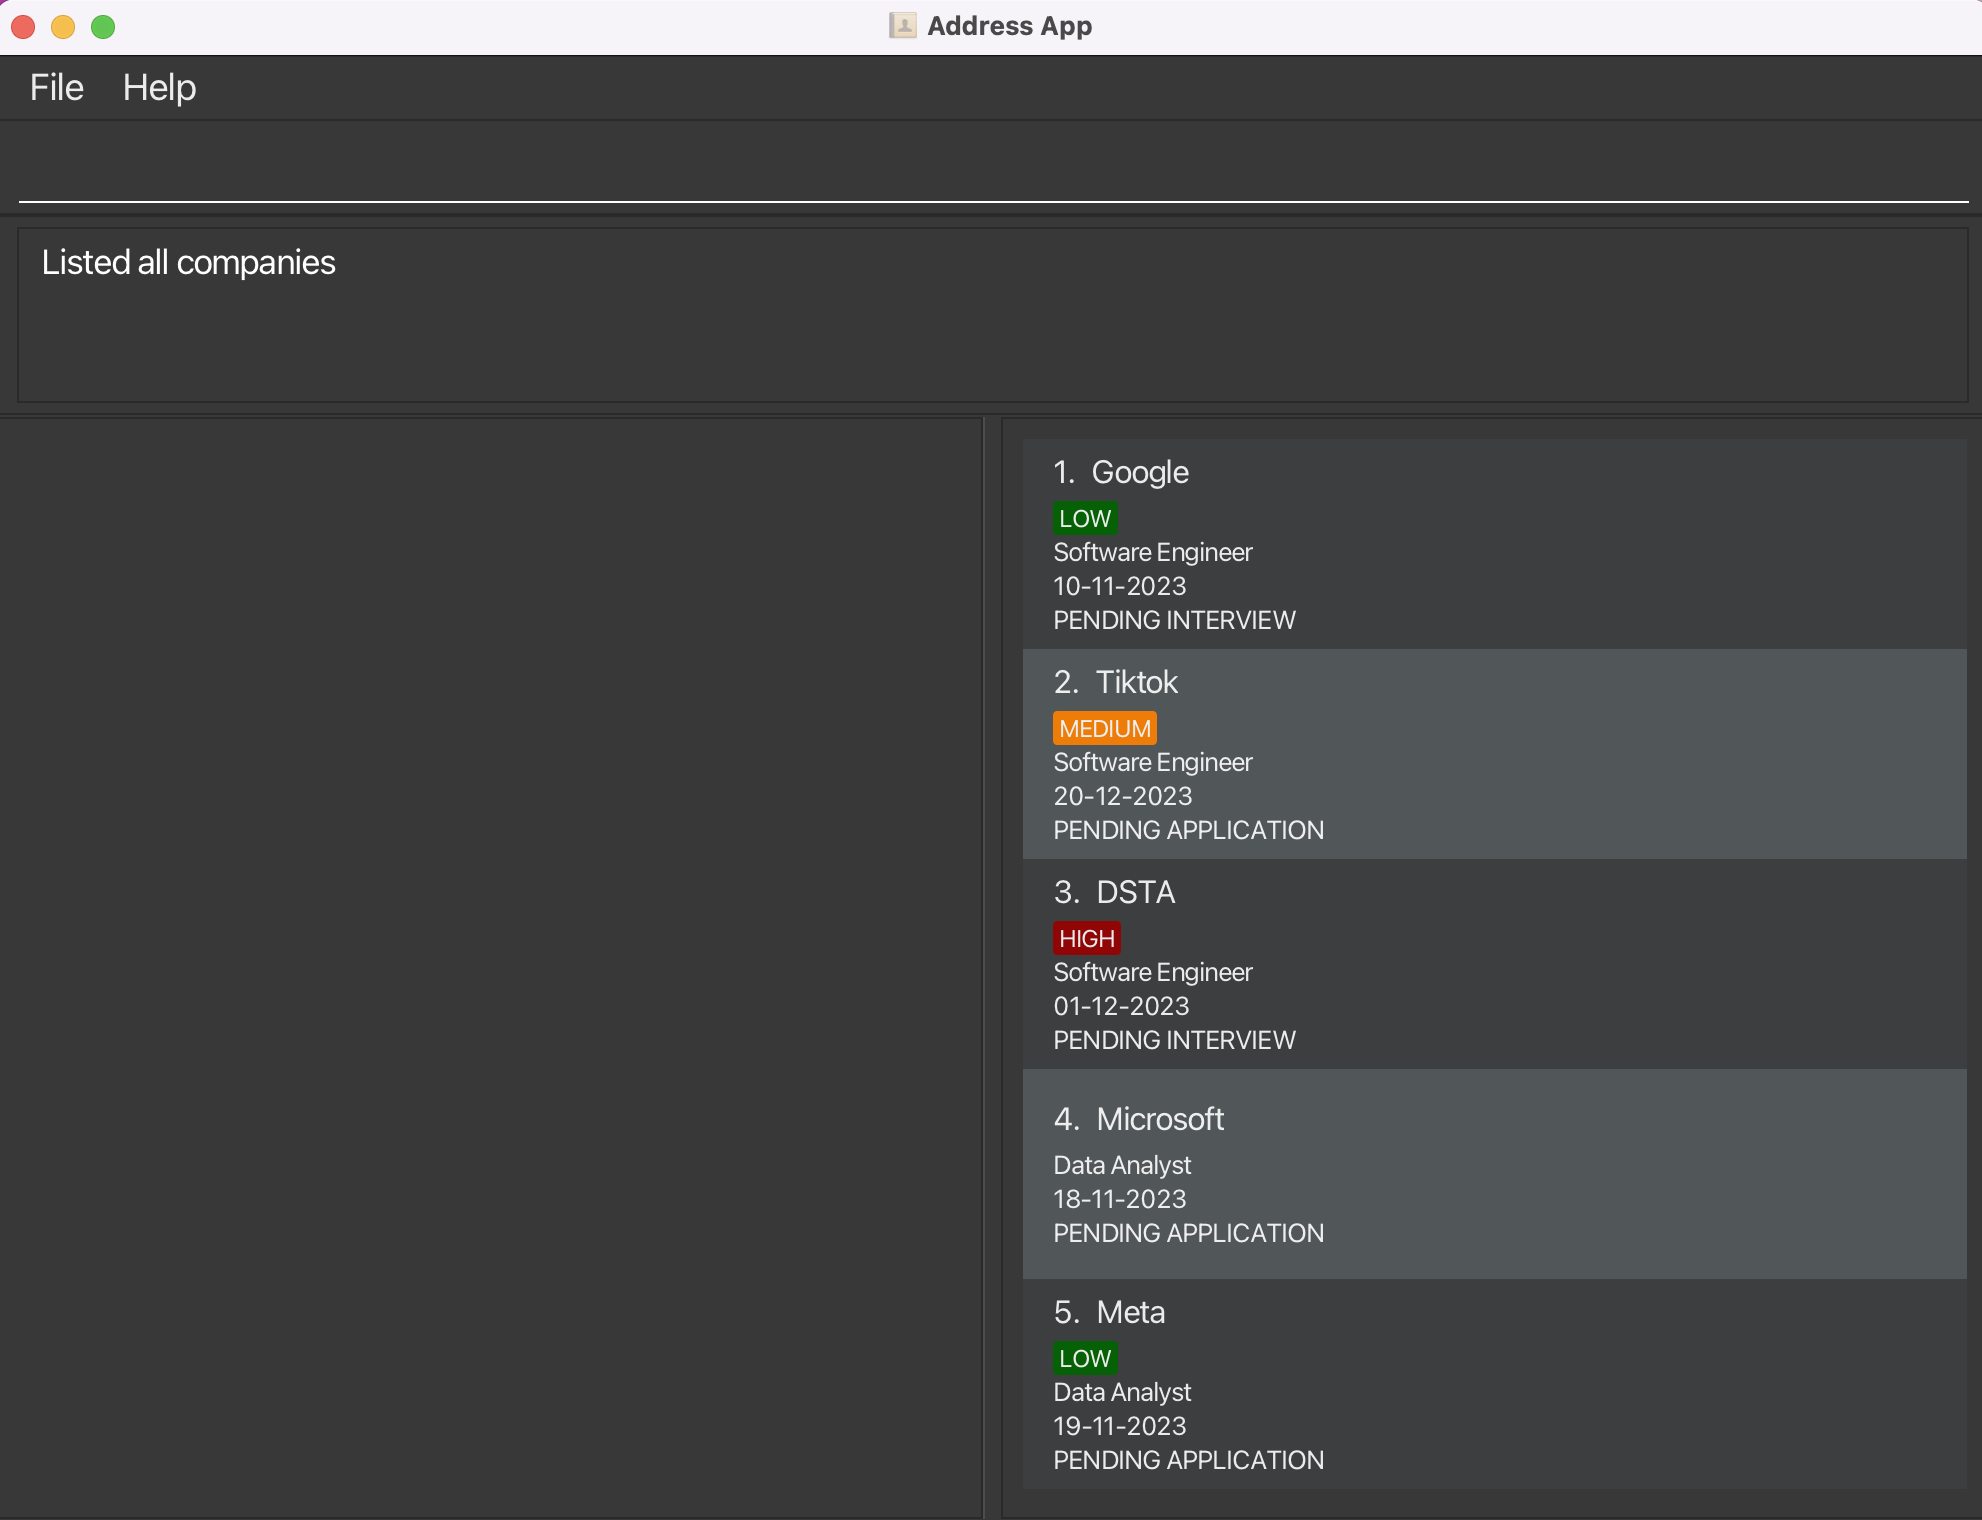 Address App
File Help
Listed all companies
1. Google
LOW
Software Engineer
10-11-2023
PENDING INTERVIEW
2. Tiktok
MEDIUM
Software Engineer
20-12-2023
PENDING APPLICATION
3. DSTA
HIGH
Software Engineer
01-12-2023
PENDING INTERVIEW
4. Microsoft
Data Analyst
18-11-2023
PENDING APPLICATION
5. Meta
LOW
Data Analyst
19-11-2023
PENDING APPLICATION